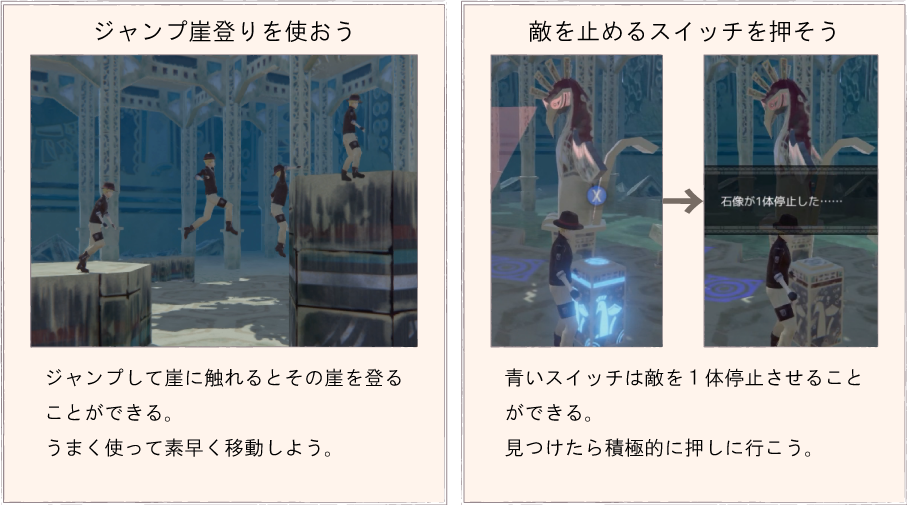 ジャンプ崖登りを使おう
ジャンプして崖に触れるとその崖を登る
ことができる。
うまく使って素早く移動しよう。
敵を止めるスイッチを押そう
X
石像が1体停止した……
青いスイッチは敵を１体停止させること
ができる。
見つけたら積極的に押しに行こう。